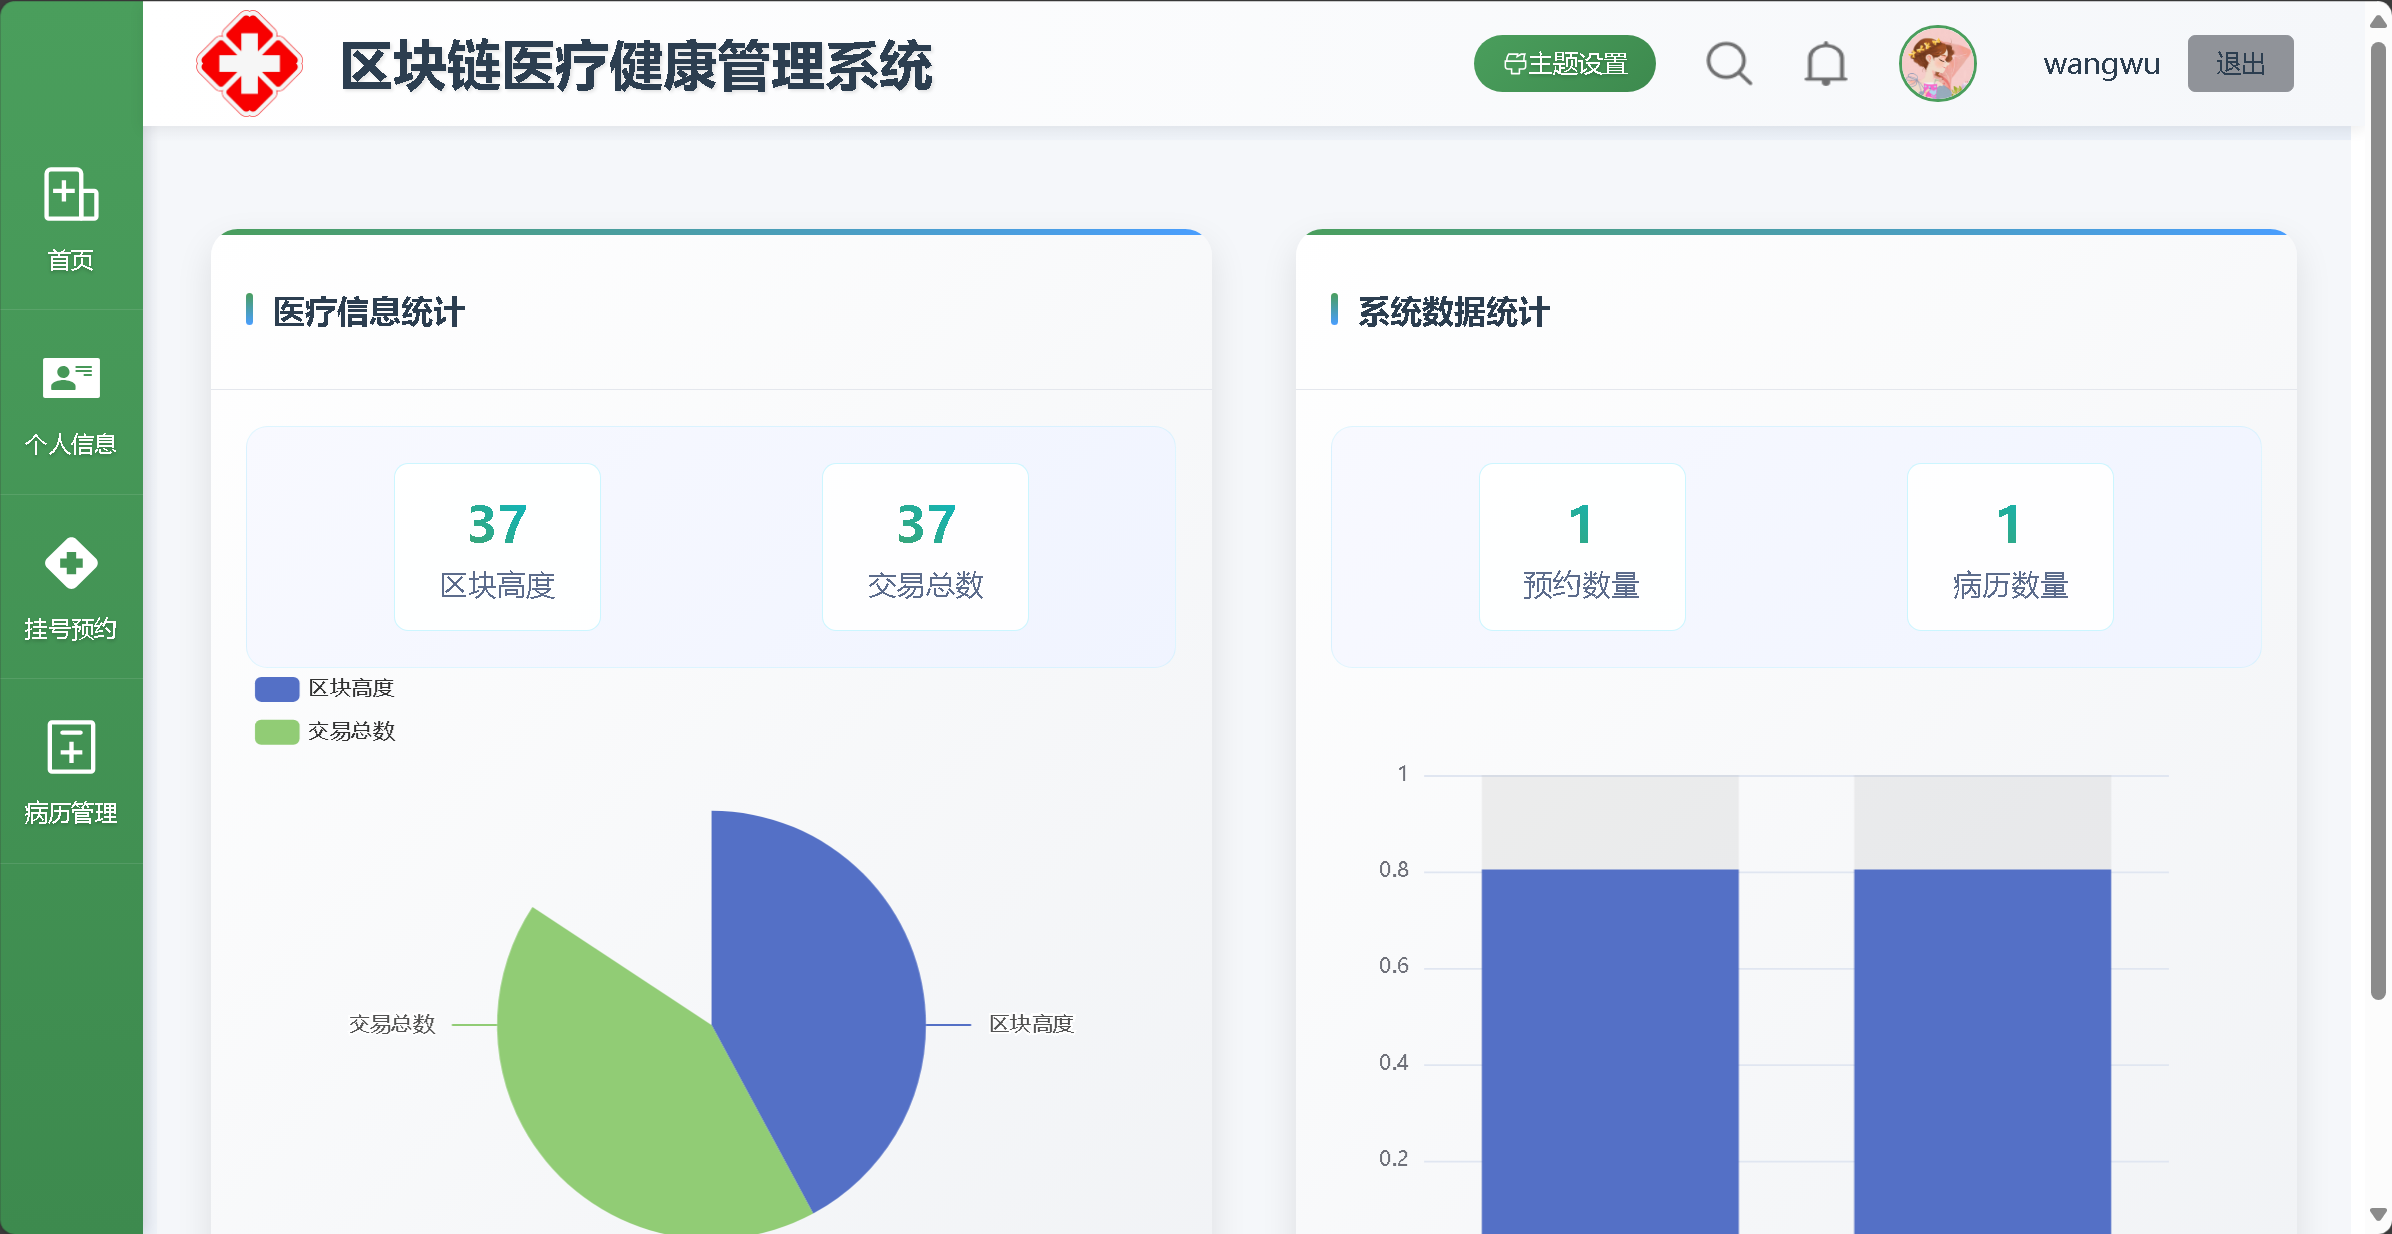 区块链医疗健康管理系统
主题设置
wangwu
退出
首页
个人信息
挂号预约
病历管理
医疗信息统计
37
区块高度
37
交易总数
区块高度
交易总数
交易总数
区块高度
系统数据统计
1
预约数量
1
病历数量
1
0.8
0.6
0.4
0.2